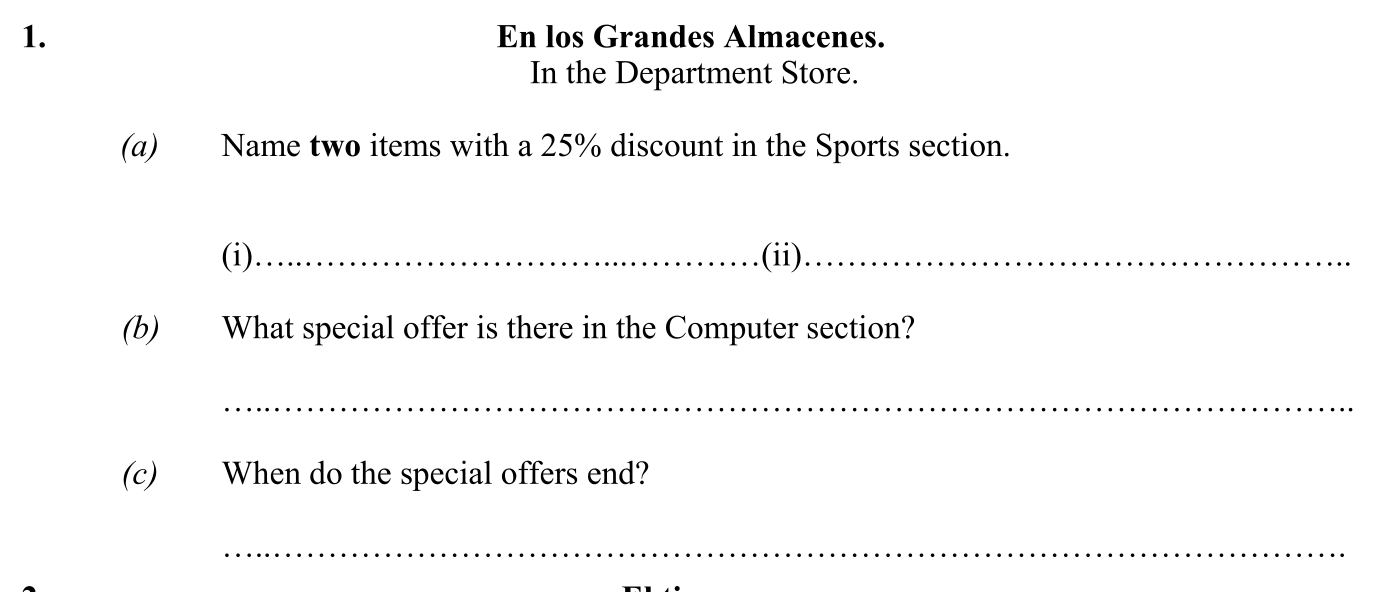 1. En los Grandes Almacenes.
In the Department Store.
(a) Name two items with a 25% discount in the Sports section.
(i)…..…………………………...…………(ii)…………………………………………..
(b) What special offer is there in the Computer section?
…..………………………………………………………………………………………..
(c) When do the special offers end?
…..……………………………………………………………………………………….